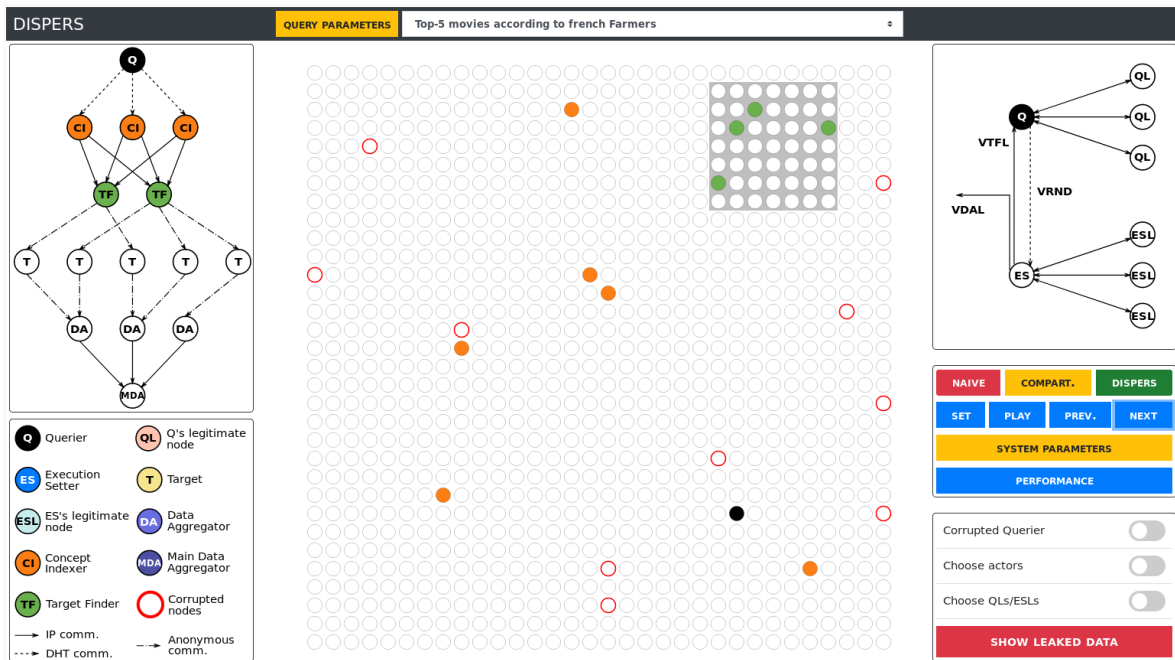 DISPERS
QUERY PARAMETERS
Top-5 movies according to french Farmers
Q
CI CI CI
TF TF
T T T T T
DA DA DA
MDA
Q Querier
QL Q's legitimate
node
ES Execution
Setter
T Target
ESL ES's legitimate
node
DA Data
Aggregator
CI Concept
Indexer
MDA Main Data
Aggregator
TF Target Finder
Corrupted
nodes
IP comm.
DHT comm.
Anonymous
comm.
QL
Q QL
VTFL
QL
VRND
VDAL
ESL
ES ESL
ESL
NAIVE COMPART. DISPERS
SET PLAY PREV. NEXT
SYSTEM PARAMETERS
PERFORMANCE
Corrupted Querier
Choose actors
Choose QLs/ESLs
SHOW LEAKED DATA